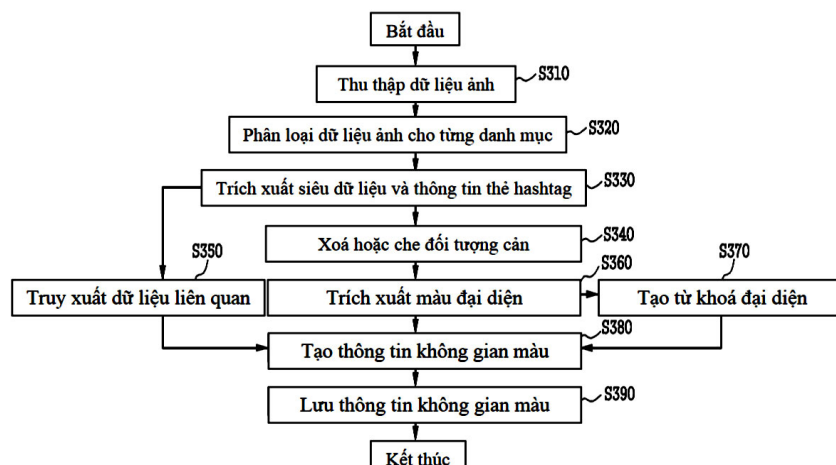 Bắt đầu
S310
Thu thập dữ liệu ảnh
S320
Phân loại dữ liệu ảnh cho từng danh mục
S330
Trích xuất siêu dữ liệu và thông tin thẻ hashtag
S340
Xoá hoặc che đối tượng cản
S350
S360
S370
Truy xuất dữ liệu liên quan
Trích xuất màu đại diện
Tạo từ khoá đại diện
S380
Tạo thông tin không gian màu
S390
Lưu thông tin không gian màu
Kết thúc